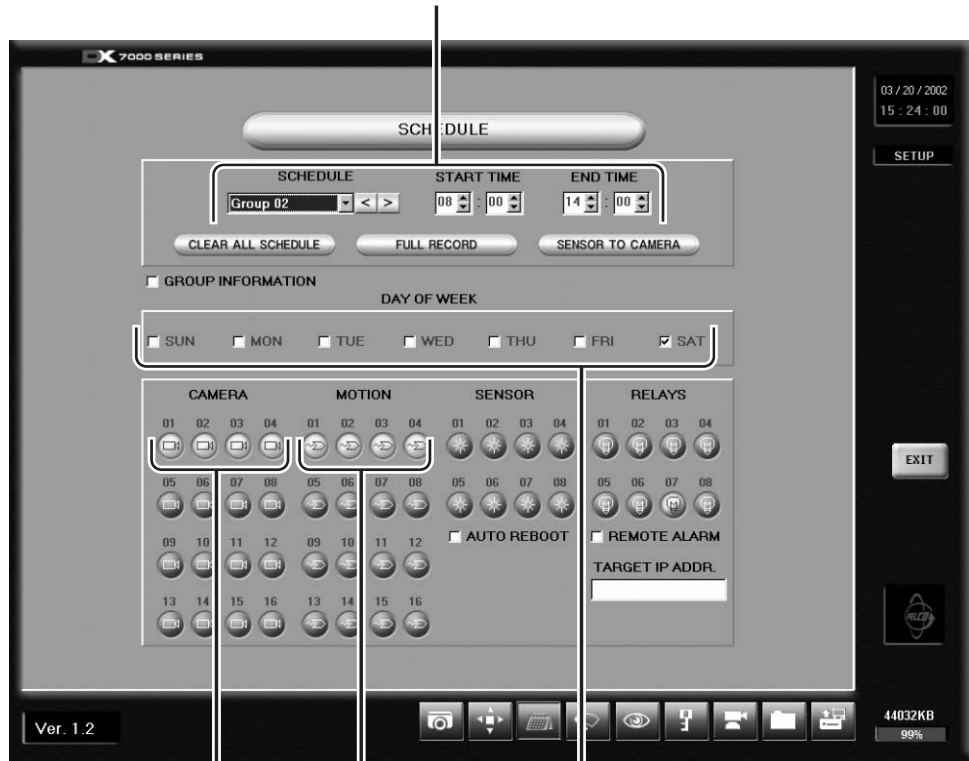 DX 7000 SERIES
03 / 20 / 2002
15 : 24 : 00
SETUP
SCHEDULE
SCHEDULE START TIME END TIME
Group 02 < > 08 : 00 14 : 00
CLEAR ALL SCHEDULE FULL RECORD SENSOR TO CAMERA
GROUP INFORMATION
DAY OF WEEK
SUN MON TUE WED THU FRI SAT
CAMERA MOTION SENSOR RELAYS
01 02 03 04 01 02 03 04 01 02 03 04 01 02 03 04
05 06 07 08 05 06 07 08 05 06 07 08 05 06 07 08
AUTO REBOOT REMOTE ALARM
09 10 11 12 09 10 11 12
TARGET IP ADDR.
13 14 15 16 13 14 15 16
EXIT
PELCO
Ver. 1.2
44032KB
99%